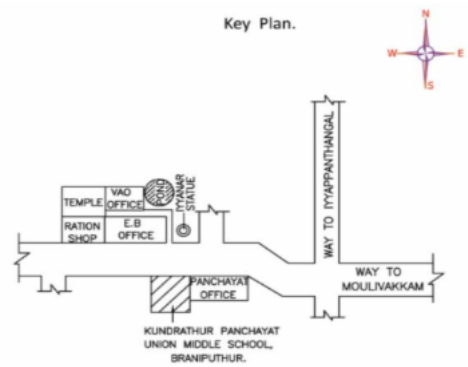 Key Plan.
N
W
E
S
TEMPLE
VAO
OFFICE
POND
IYYANAR
STATUE
RATION
SHOP
E.B
OFFICE
WAY TO IYYAPPANTHANGAL
WAY TO
MOULIVAKKAM
PANCHAYAT
OFFICE
KUNDRATHUR PANCHAYAT
UNION MIDDLE SCHOOL,
BRANIPUTHUR.